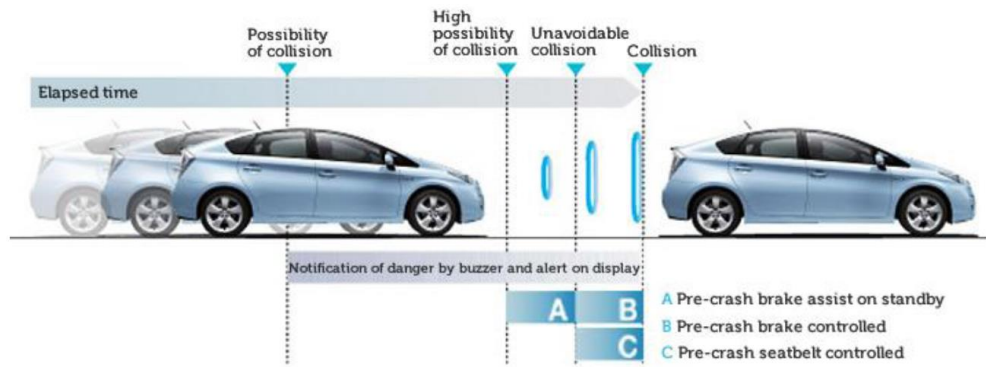 Possibility
of collision
High
possibility
of collision
Unavoidable
collision
Collision
Elapsed time
Notification of danger by buzzer and alert on display
A
B
C
A Pre-crash brake assist on standby
B Pre-crash brake controlled
C Pre-crash seatbelt controlled